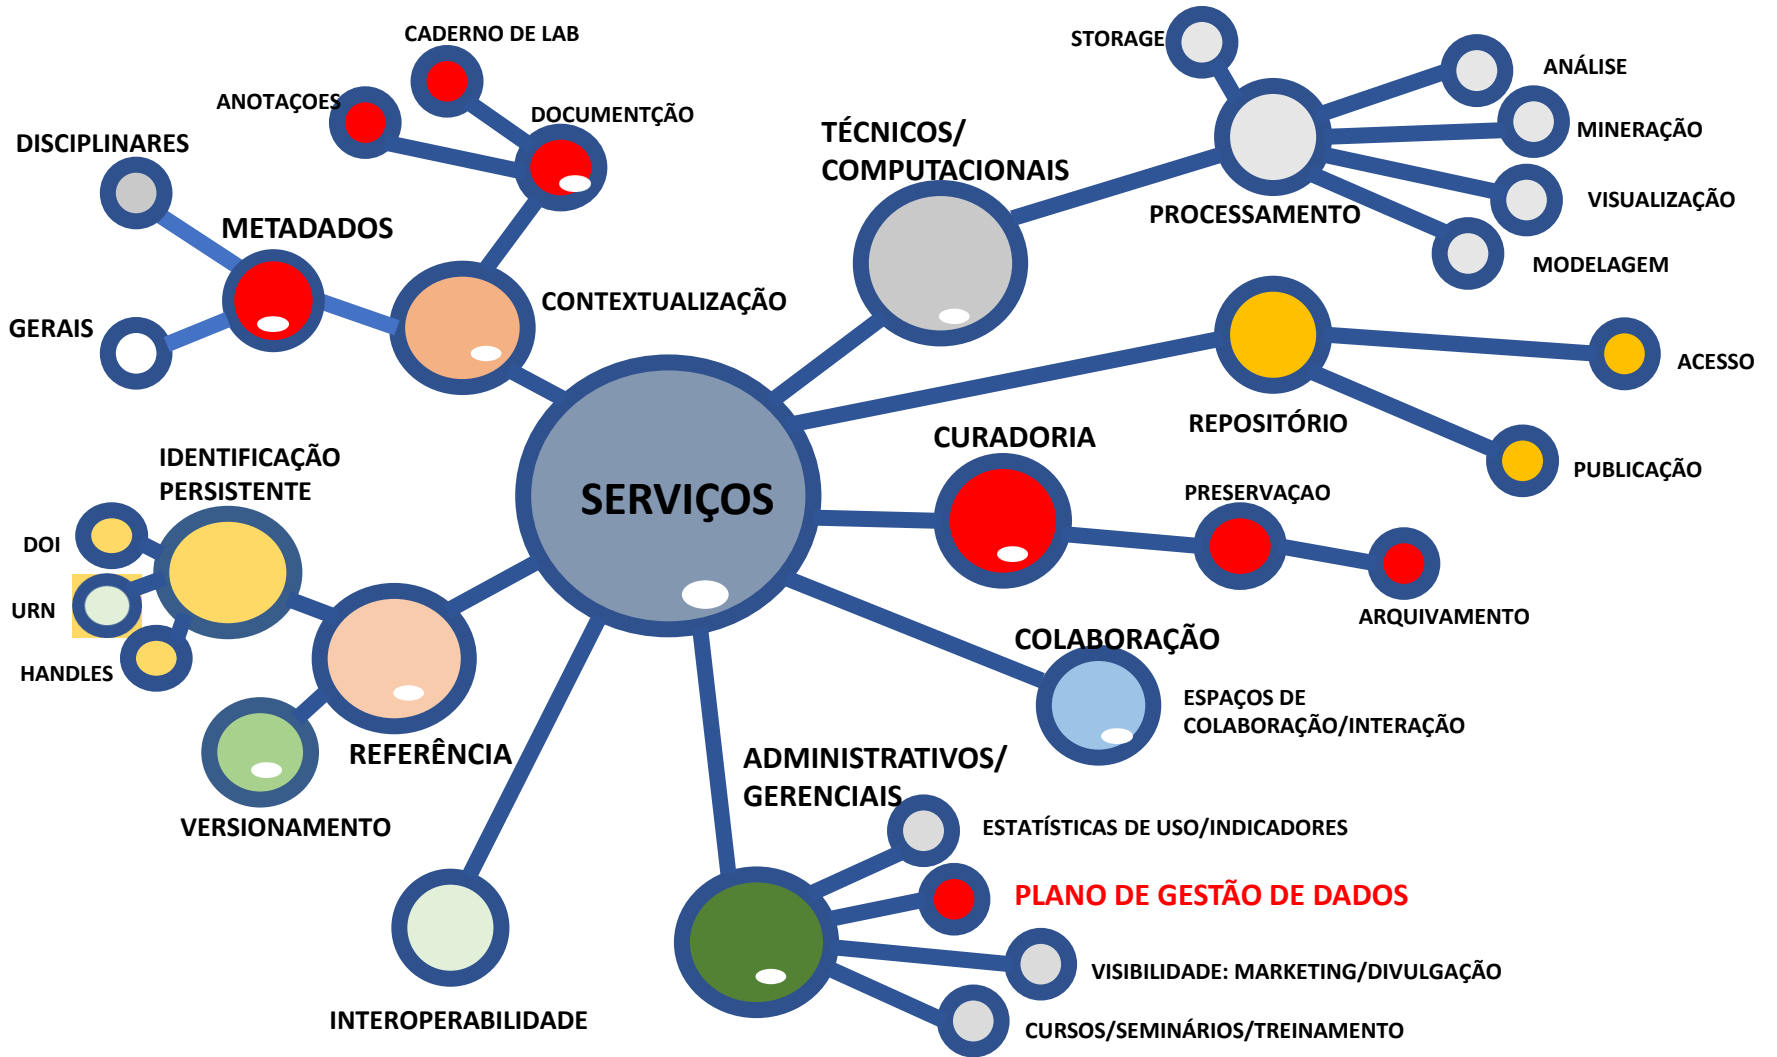 CADERNO DE LAB
ANOTAÇOES
DOCUMENTÇÃO
DISCIPLINARES
METADADOS
GERAIS
CONTEXTUALIZAÇÃO
STORAGE
ANÁLISE
MINERAÇÃO
VISUALIZAÇÃO
MODELAGEM
TÉCNICOS/
COMPUTACIONAIS
PROCESSAMENTO
ACESSO
REPOSITÓRIO
PUBLICAÇÃO
CURADORIA
PRESERVAÇAO
ARQUIVAMENTO
SERVIÇOS
IDENTIFICAÇÃO
PERSISTENTE
DOI
URN
HANDLES
REFERÊNCIA
VERSIONAMENTO
INTEROPERABILIDADE
COLABORAÇÃO
ESPAÇOS DE
COLABORAÇÃO/INTERAÇÃO
ADMINISTRATIVOS/
GERENCIAIS
ESTATÍSTICAS DE USO/INDICADORES
PLANO DE GESTÃO DE DADOS
VISIBILIDADE: MARKETING/DIVULGAÇÃO
CURSOS/SEMINÁRIOS/TREINAMENTO